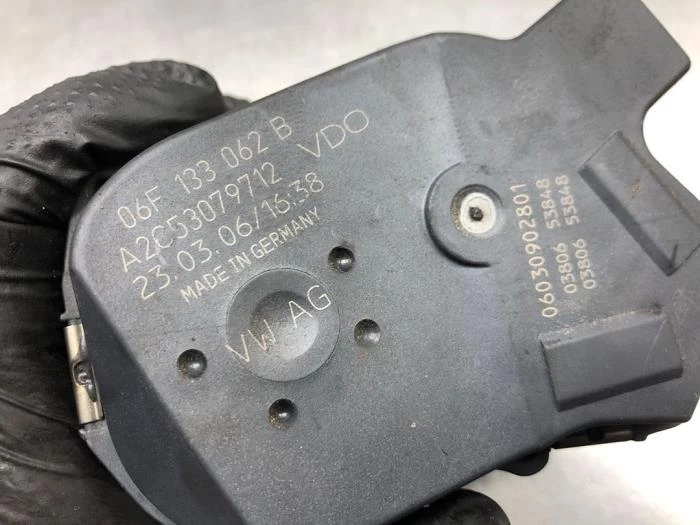 06F 133 062 B VDO
A2C53079712
23.03.06/16:38
MADE IN GERMANY
VW AG
06030902801
03806 53848
03806 53848